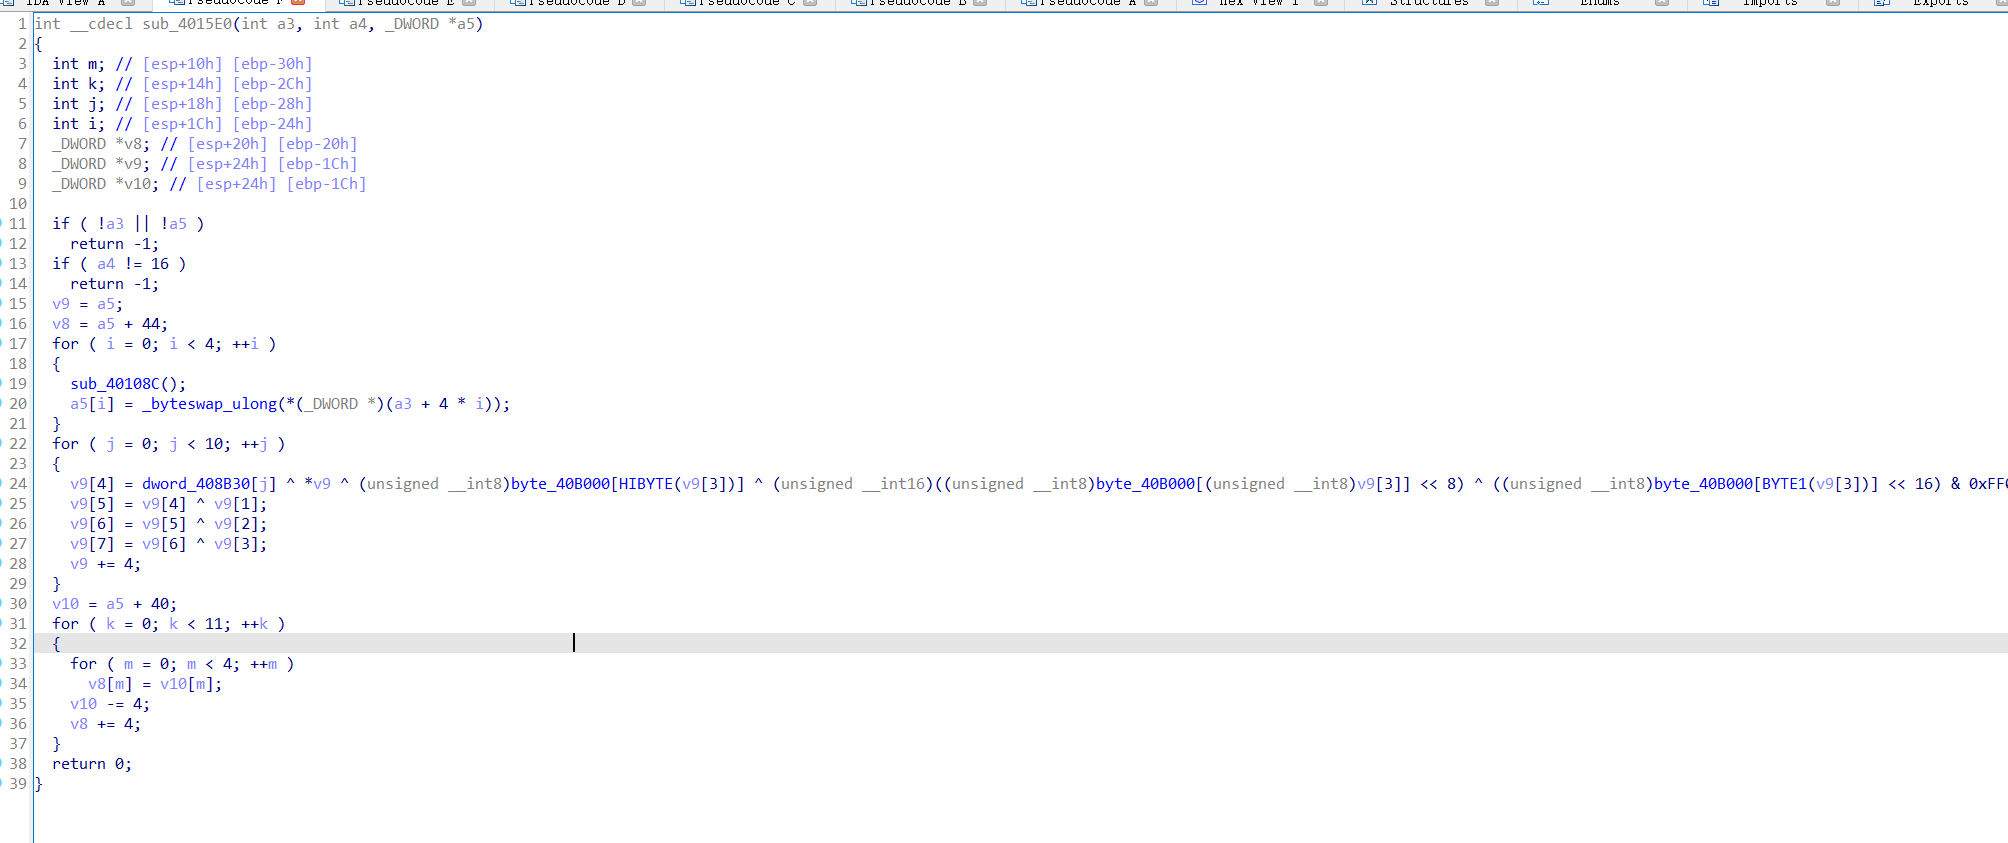 IDA View-A Pseudocode-F Pseudocode-E Pseudocode-D Pseudocode-C Pseudocode-B Pseudocode-A Hex View-1 Structures Enums Imports Exports
1 int __cdecl sub_4015E0(int a3, int a4, _DWORD *a5)
2 {
3 int m; // [esp+10h] [ebp-30h]
4 int k; // [esp+14h] [ebp-2Ch]
5 int j; // [esp+18h] [ebp-28h]
6 int i; // [esp+1Ch] [ebp-24h]
7 _DWORD *v8; // [esp+20h] [ebp-20h]
8 _DWORD *v9; // [esp+24h] [ebp-1Ch]
9 _DWORD *v10; // [esp+24h] [ebp-1Ch]
10
11 if ( !a3 || !a5 )
12 return -1;
13 if ( a4 != 16 )
14 return -1;
15 v9 = a5;
16 v8 = a5 + 44;
17 for ( i = 0; i < 4; ++i )
18 {
19 sub_40108C();
20 a5[i] = _byteswap_ulong(*(_DWORD *)(a3 + 4 * i));
21 }
22 for ( j = 0; j < 10; ++j )
23 {
24 v9[4] = dword_408B30[j] ^ *v9 ^ (unsigned __int8)byte_40B000[HIBYTE(v9[3])] ^ (unsigned __int16)((unsigned __int8)byte_40B000[(unsigned __int8)v9[3]] << 8) ^ ((unsigned __int8)byte_40B000[BYTE1(v9[3])] << 16) & 0xFF
25 v9[5] = v9[4] ^ v9[1];
26 v9[6] = v9[5] ^ v9[2];
27 v9[7] = v9[6] ^ v9[3];
28 v9 += 4;
29 }
30 v10 = a5 + 40;
31 for ( k = 0; k < 11; ++k )
32 {
33 for ( m = 0; m < 4; ++m )
34 v8[m] = v10[m];
35 v10 -= 4;
36 v8 += 4;
37 }
38 return 0;
39 }